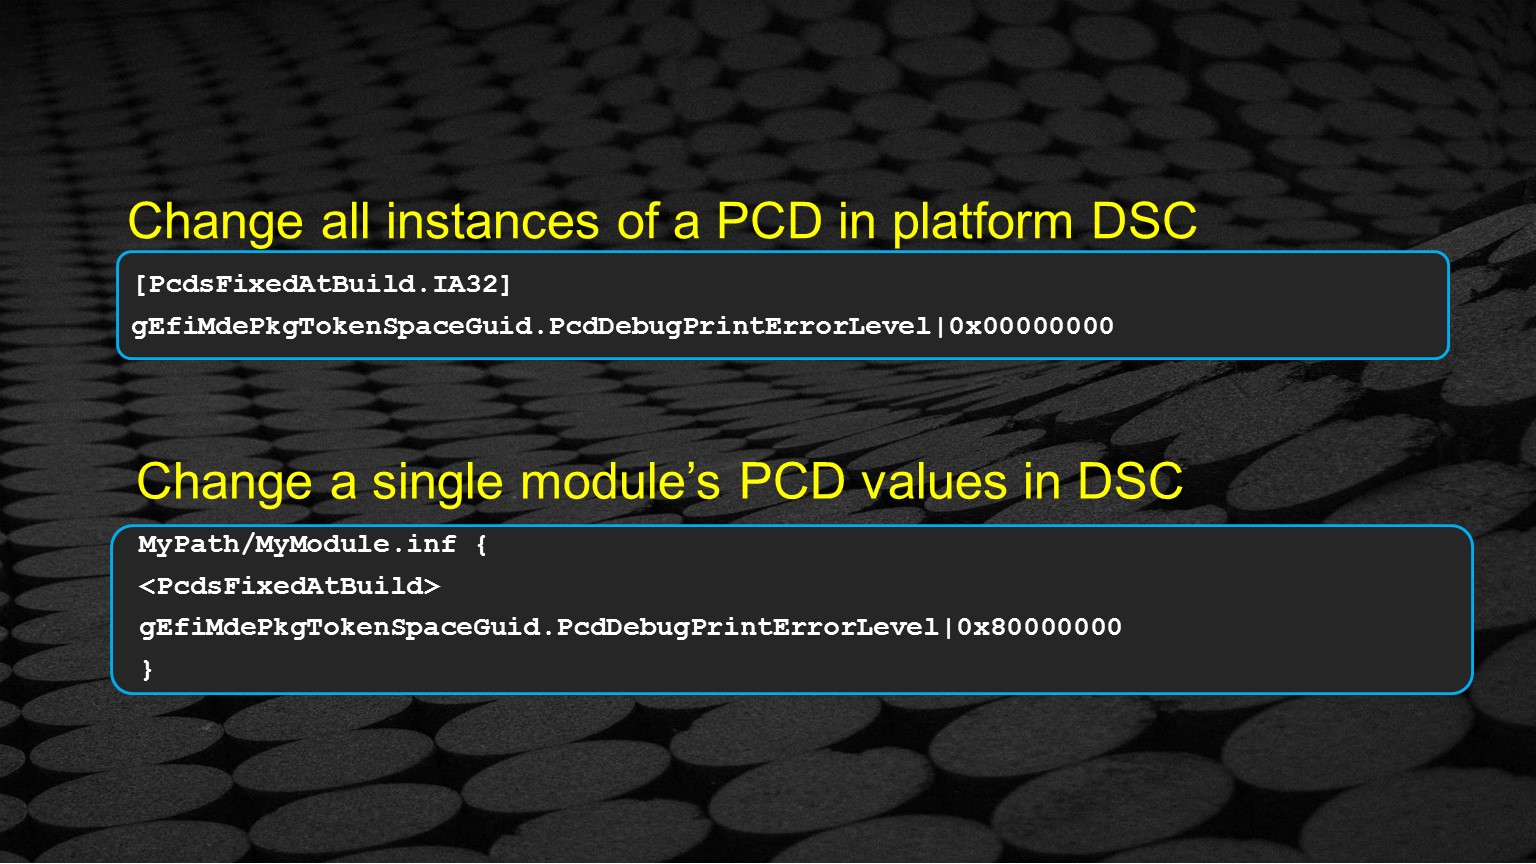 Change all instances of a PCD in platform DSC
[PcdsFixedAtBuild.IA32]
gEfiMdePkgTokenSpaceGuid.PcdDebugPrintErrorLevel|0x00000000
Change a single module’s PCD values in DSC
MyPath/MyModule.inf {
<PcdsFixedAtBuild>
gEfiMdePkgTokenSpaceGuid.PcdDebugPrintErrorLevel|0x80000000
}